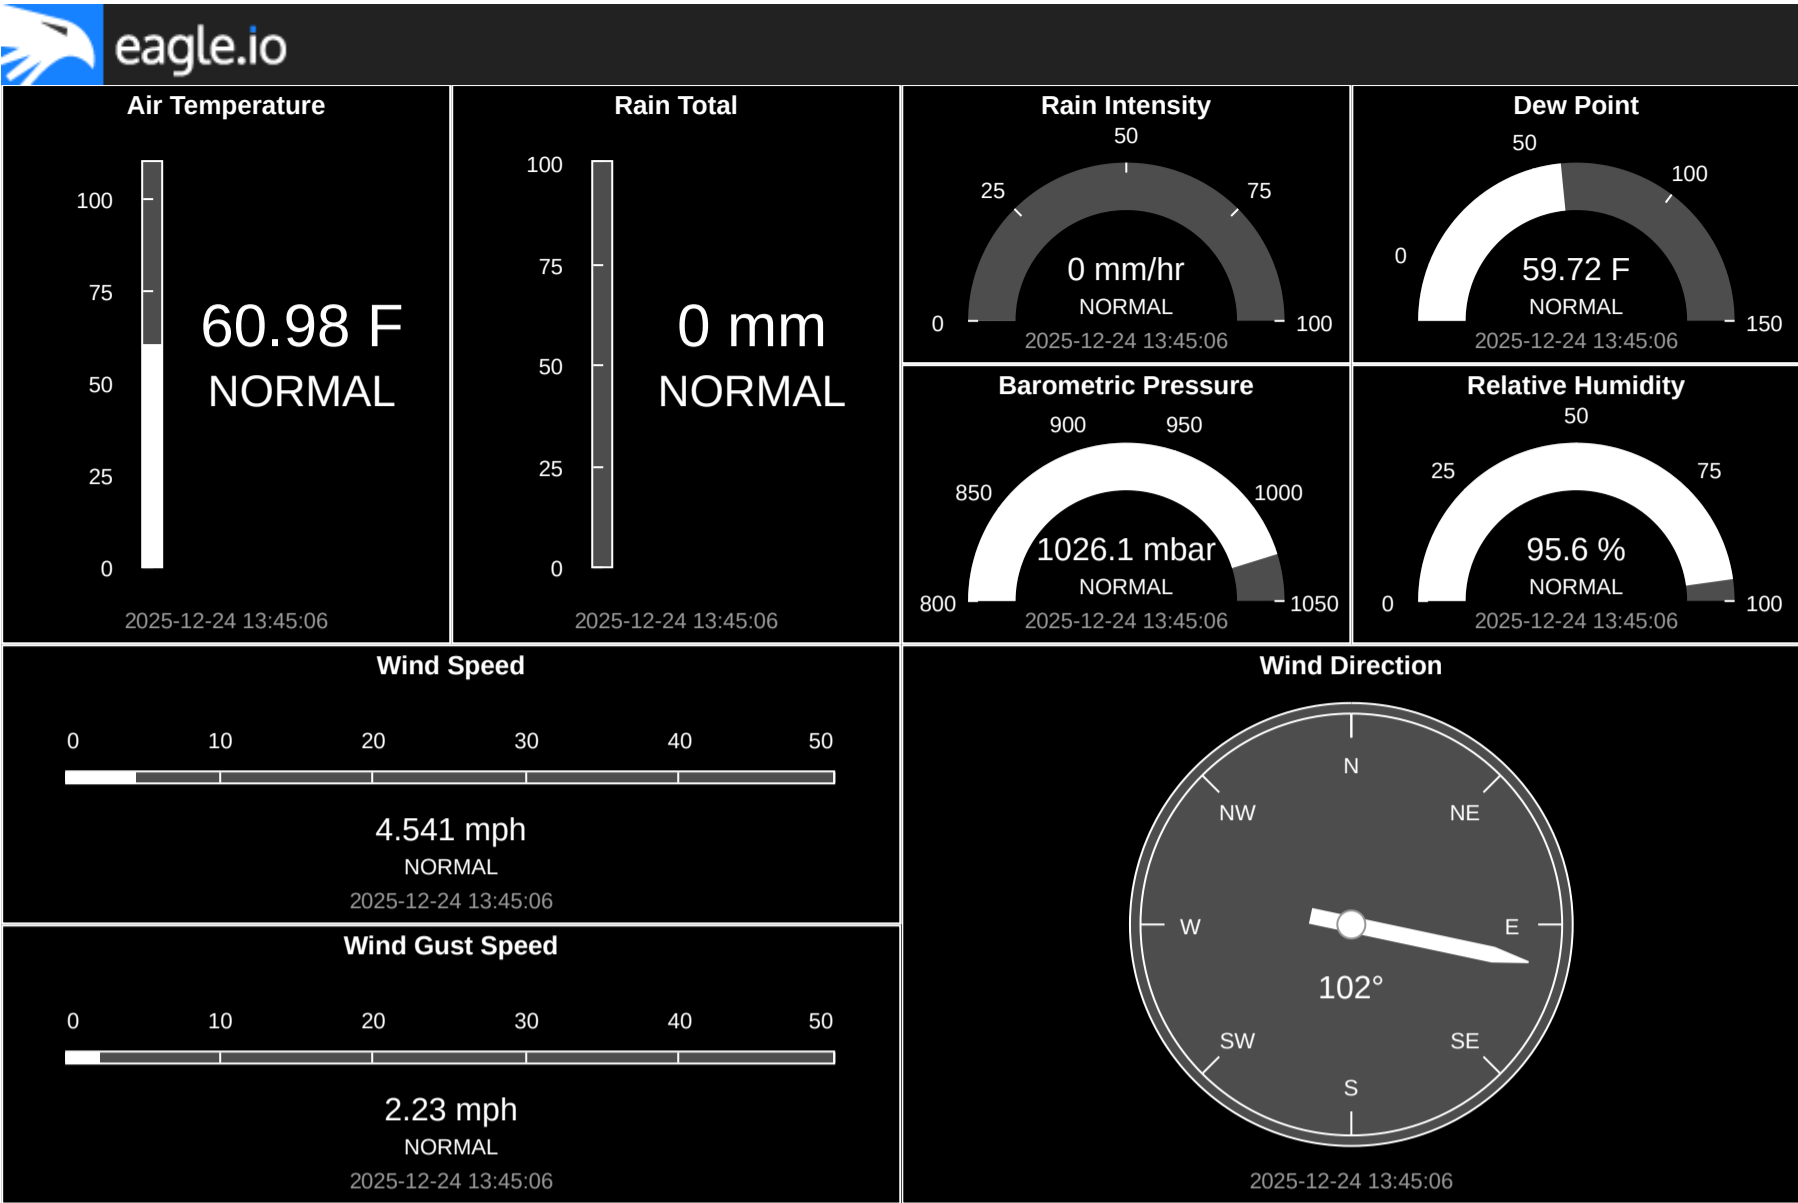 eagle.io
Air Temperature
100
75
50
25
0
60.98 F
NORMAL
2025-12-24 13:45:06
Rain Total
100
75
50
25
0
0 mm
NORMAL
2025-12-24 13:45:06
Rain Intensity
50
25
75
0
100
0 mm/hr
NORMAL
2025-12-24 13:45:06
Dew Point
50
100
0
150
59.72 F
NORMAL
2025-12-24 13:45:06
Barometric Pressure
900
950
850
1000
800
1050
1026.1 mbar
NORMAL
2025-12-24 13:45:06
Relative Humidity
50
25
75
0
100
95.6 %
NORMAL
2025-12-24 13:45:06
Wind Speed
0 10 20 30 40 50
4.541 mph
NORMAL
2025-12-24 13:45:06
Wind Gust Speed
0 10 20 30 40 50
2.23 mph
NORMAL
2025-12-24 13:45:06
Wind Direction
N
NW
NE
W
E
102°
SW
SE
S
2025-12-24 13:45:06